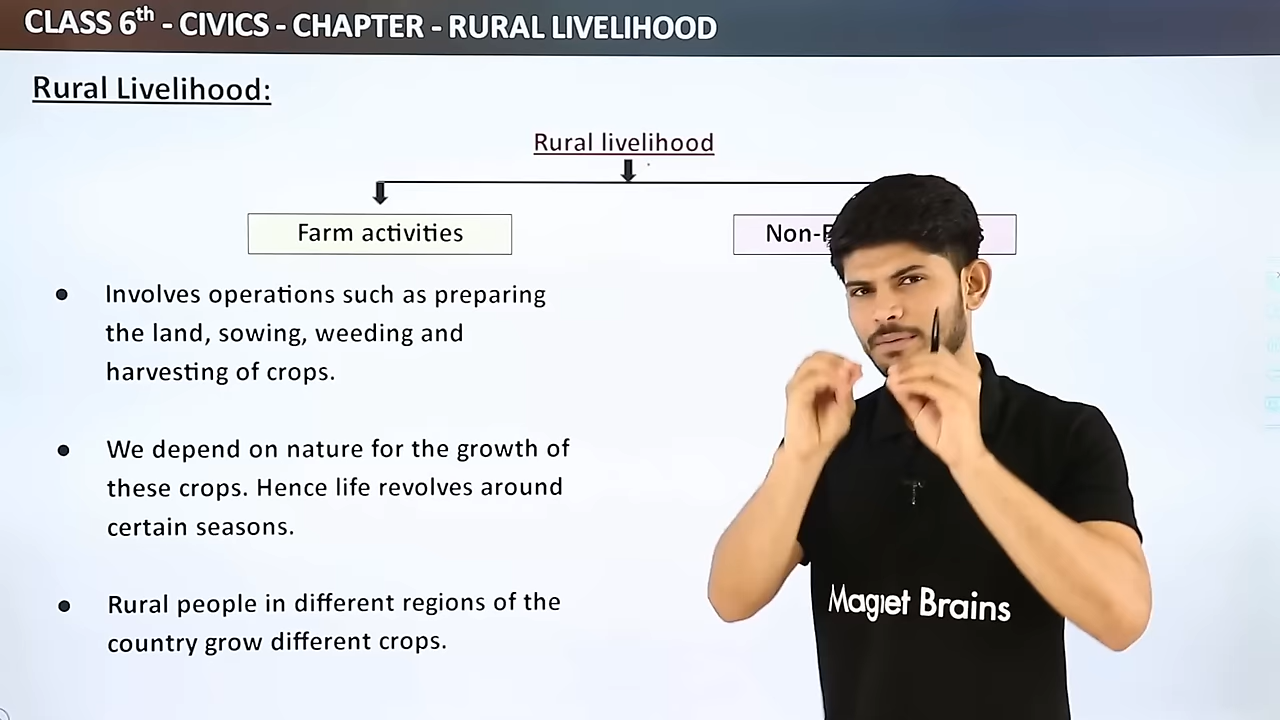 CLASS 6th - CIVICS - CHAPTER - RURAL LIVELIHOOD
Rural Livelihood:
Rural livelihood
Farm activities
● Involves operations such as preparing
the land, sowing, weeding and
harvesting of crops.
● We depend on nature for the growth of
these crops. Hence life revolves around
certain seasons.
● Rural people in different regions of the
country grow different crops.
Magnet Brains